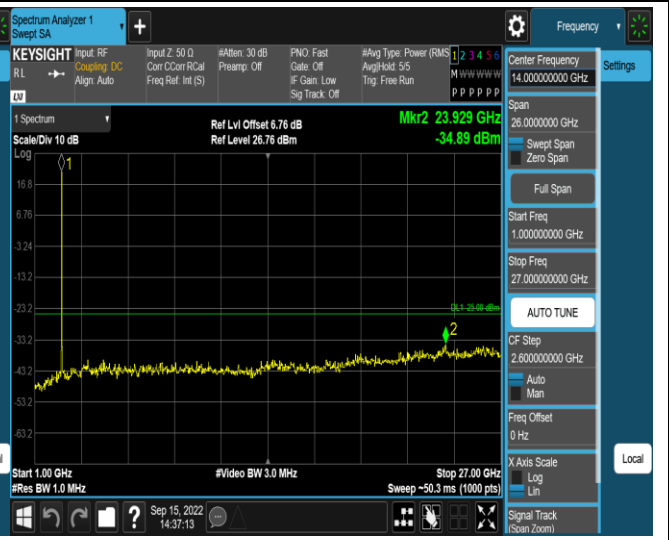 Spectrum Analyzer 1
Swept SA
+
Frequency
KEYSIGHT
RL
Input: RF
Coupling: DC
Align: Auto
Input Z: 50 Ω
Corr CCorr RCal
Freq Ref: Int (S)
#Atten: 30 dB
Preamp: Off
PNO: Fast
Gate: Off
IF Gain: Low
Sig Track: Off
#Avg Type: Power (RMS
Avg|Hold: 5/5
Trig: Free Run
1 2 3 4 5 6
M W W W W W
P P P P P P
1 Spectrum
Scale/Div 10 dB
Log
Ref Lvl Offset 6.76 dB
Ref Level 26.76 dBm
Mkr2 23.929 GHz
-34.89 dBm
1
16.8
6.76
-3.24
-13.2
-23.2
DL1 -25.00 dBm
2
-33.2
-43.2
-53.2
-63.2
Start 1.00 GHz
#Res BW 1.0 MHz
#Video BW 3.0 MHz
Stop 27.00 GHz
Sweep ~50.3 ms (1000 pts)
?
Sep 15, 2022
14:37:13
Center Frequency
14.000000000 GHz
Settings
Span
26.0000000 GHz
Swept Span
Zero Span
Full Span
Start Freq
1.000000000 GHz
Stop Freq
27.000000000 GHz
AUTO TUNE
CF Step
2.600000000 GHz
Auto
Man
Freq Offset
0 Hz
X Axis Scale
Log
Lin
Local
Signal Track
(Span Zoom)